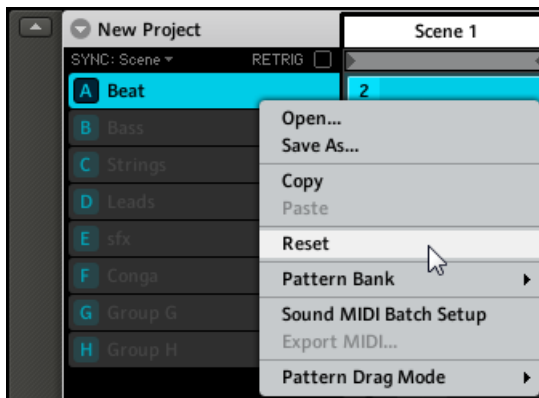 New Project
Scene 1
SYNC: Scene
RETRIG
A Beat
2
B Bass
C Strings
D Leads
E sfx
F Conga
G Group G
H Group H
Open...
Save As...
Copy
Paste
Reset
Pattern Bank
Sound MIDI Batch Setup
Export MIDI...
Pattern Drag Mode